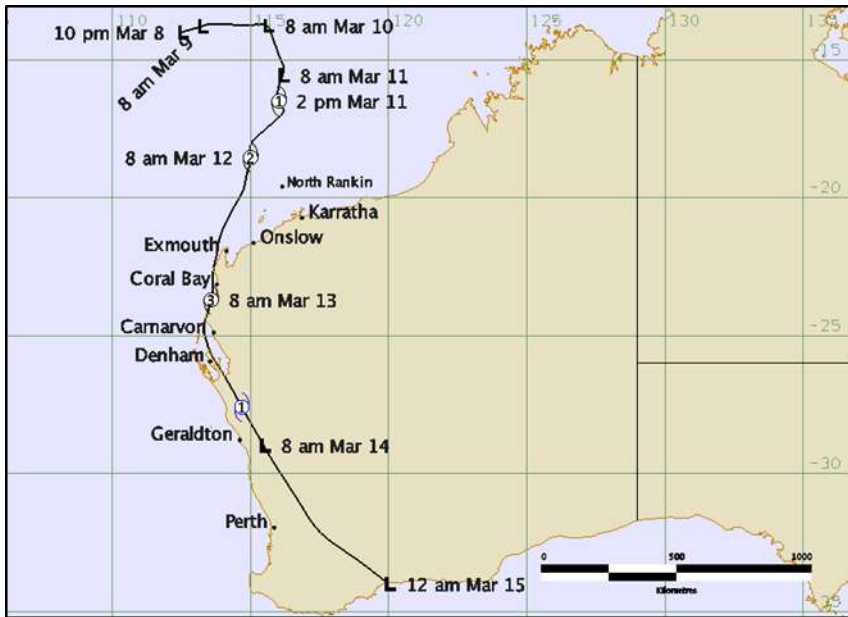 110
115
120
125
130
135
10 pm Mar 8
8 am Mar 9
8 am Mar 10
-15
8 am Mar 11
1
2 pm Mar 11
8 am Mar 12
2
North Rankin
-20
Karratha
Exmouth
Onslow
Coral Bay
3
8 am Mar 13
Carnarvon
-25
Denham
1
Geraldton
8 am Mar 14
-30
Perth
0
500
1000
Kilometres
12 am Mar 15
-35